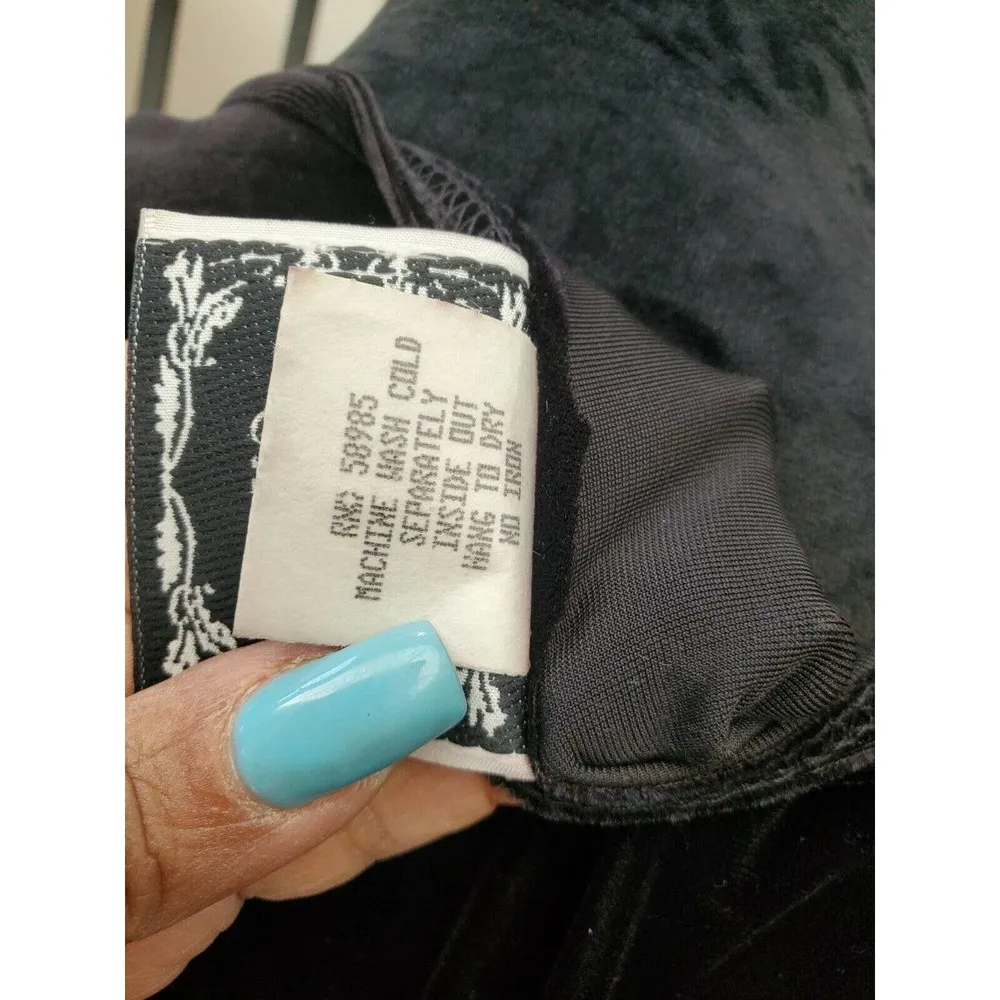 RN: 58985
MACHINE WASH COLD
SEPARATELY
INSIDE OUT
HANG TO DRY
NO IRON